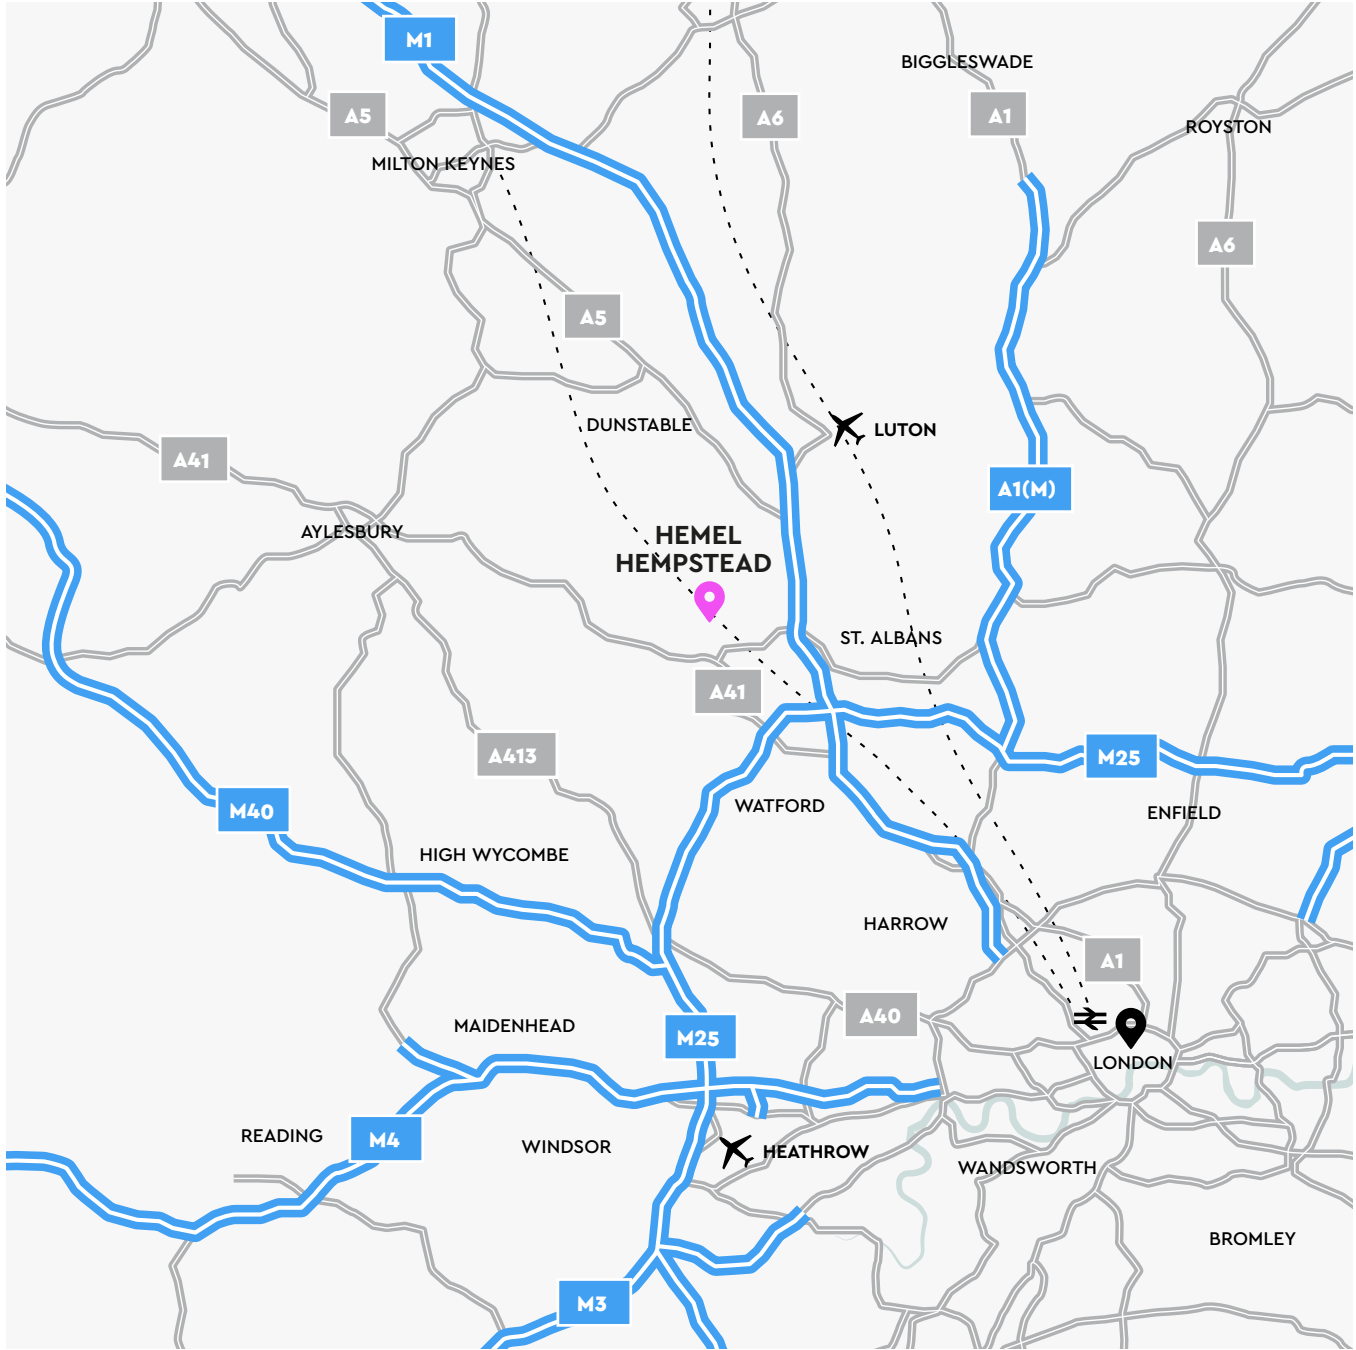 M1
BIGGLESWADE
A5
A6
A1
ROYSTON
MILTON KEYNES
A6
A5
DUNSTABLE
LUTON
A41
A1(M)
AYLESBURY
HEMEL
HEMPSTEAD
ST. ALBANS
A41
A413
M25
M40
WATFORD
ENFIELD
HIGH WYCOMBE
HARROW
A1
A40
MAIDENHEAD
M25
LONDON
READING
M4
WINDSOR
HEATHROW
WANDSWORTH
BROMLEY
M3